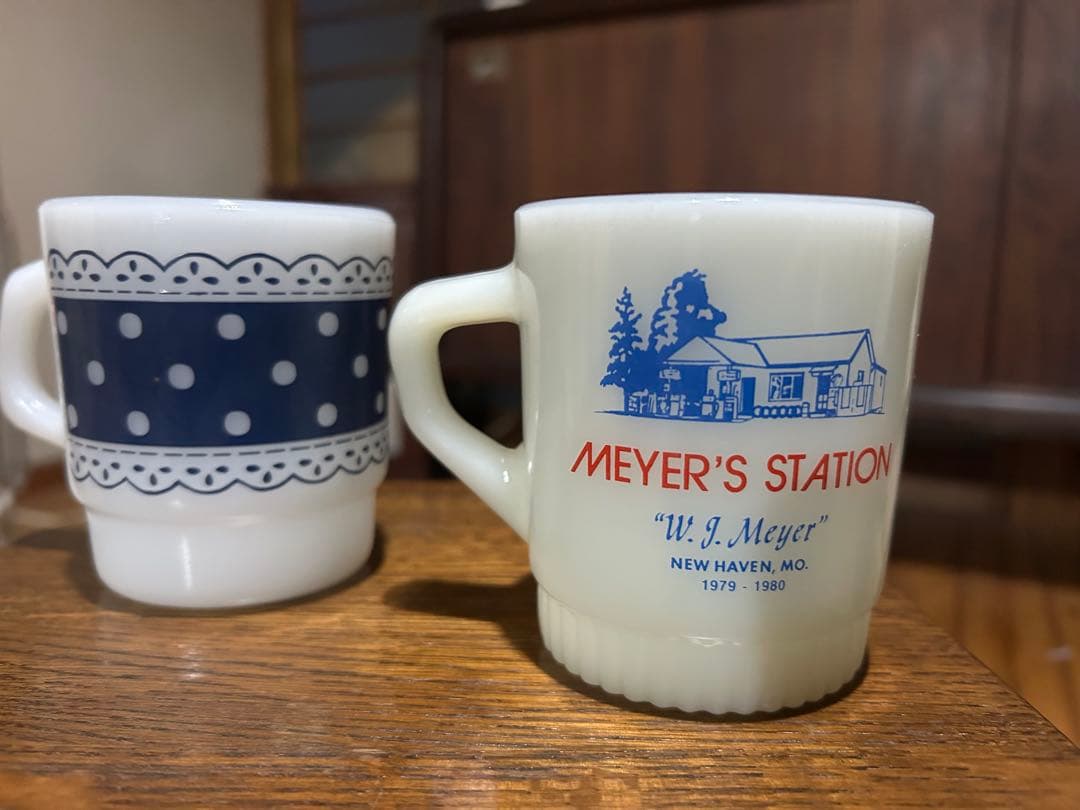 MEYER'S STATION
"W. J. Meyer"
NEW HAVEN, MO.
1979 - 1980